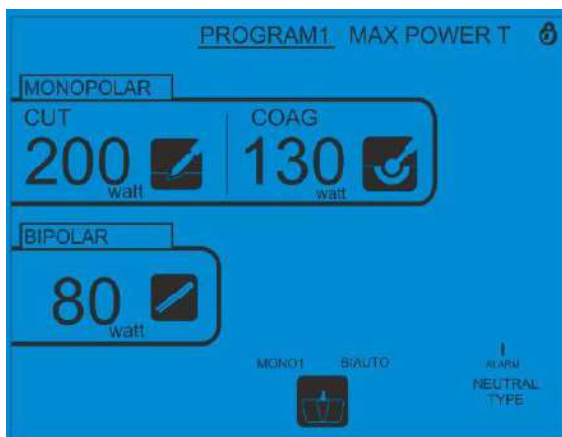 PROGRAM1 MAX POWER T
MONOPOLAR
CUT
200
watt
COAG
130
watt
BIPOLAR
80
watt
MONO1 BIAUTO
ALARM
NEUTRAL
TYPE